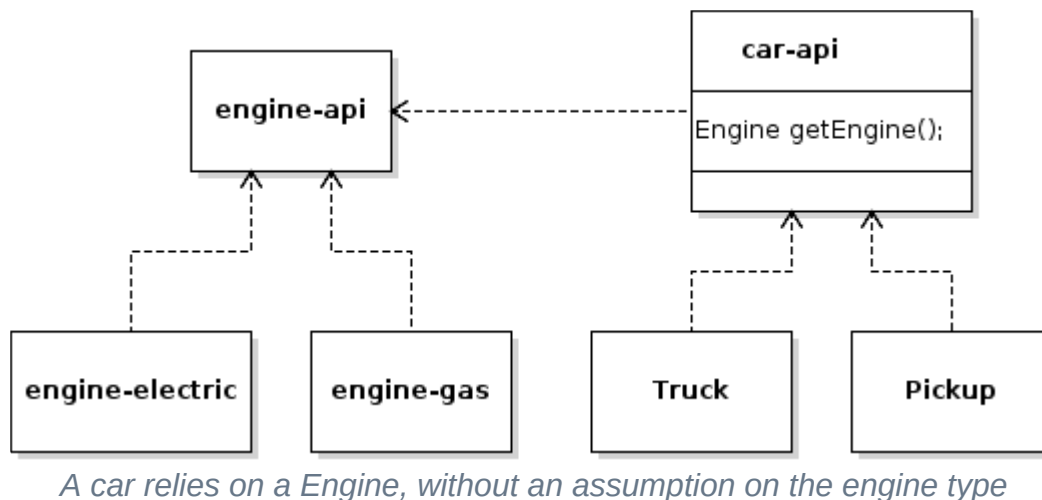 car-api
engine-api
Engine getEngine();
engine-electric
engine-gas
Truck
Pickup
A car relies on a Engine, without an assumption on the engine type